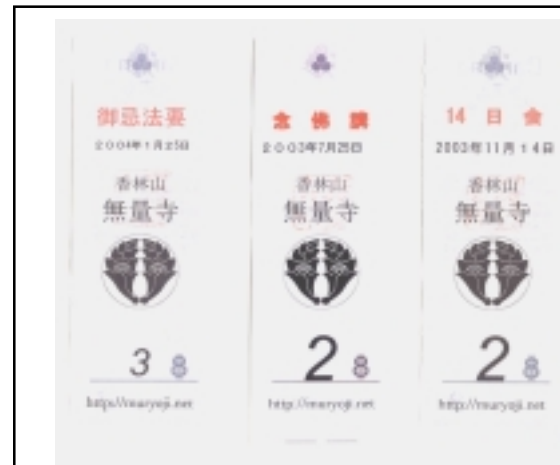 御忌法要
2004年1月25日
香林山
無量寺
3 8
http://muryoji.net
念佛講
2003年7月25日
香林山
無量寺
2 8
http://muryoji.net
14日会
2003年11月14日
香林山
無量寺
2 8
http://muryoji.net